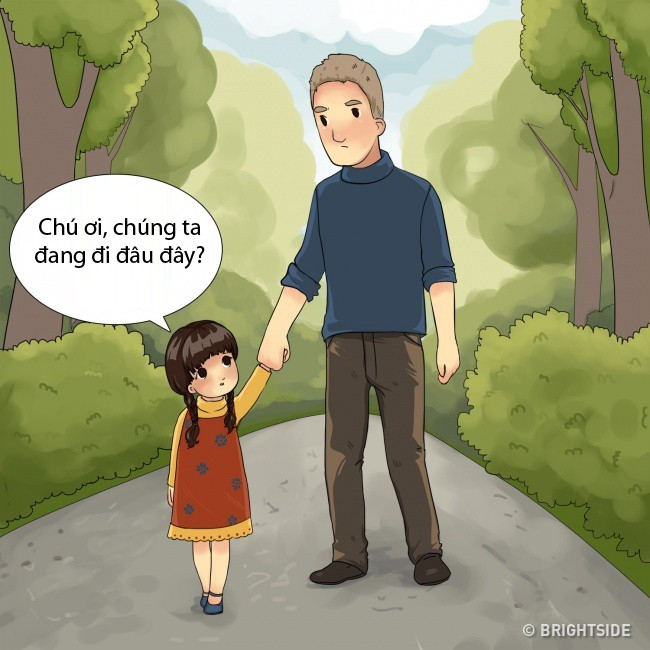 Chú ơi, chúng ta
đang đi đâu đây?
© BRIGHTSIDE